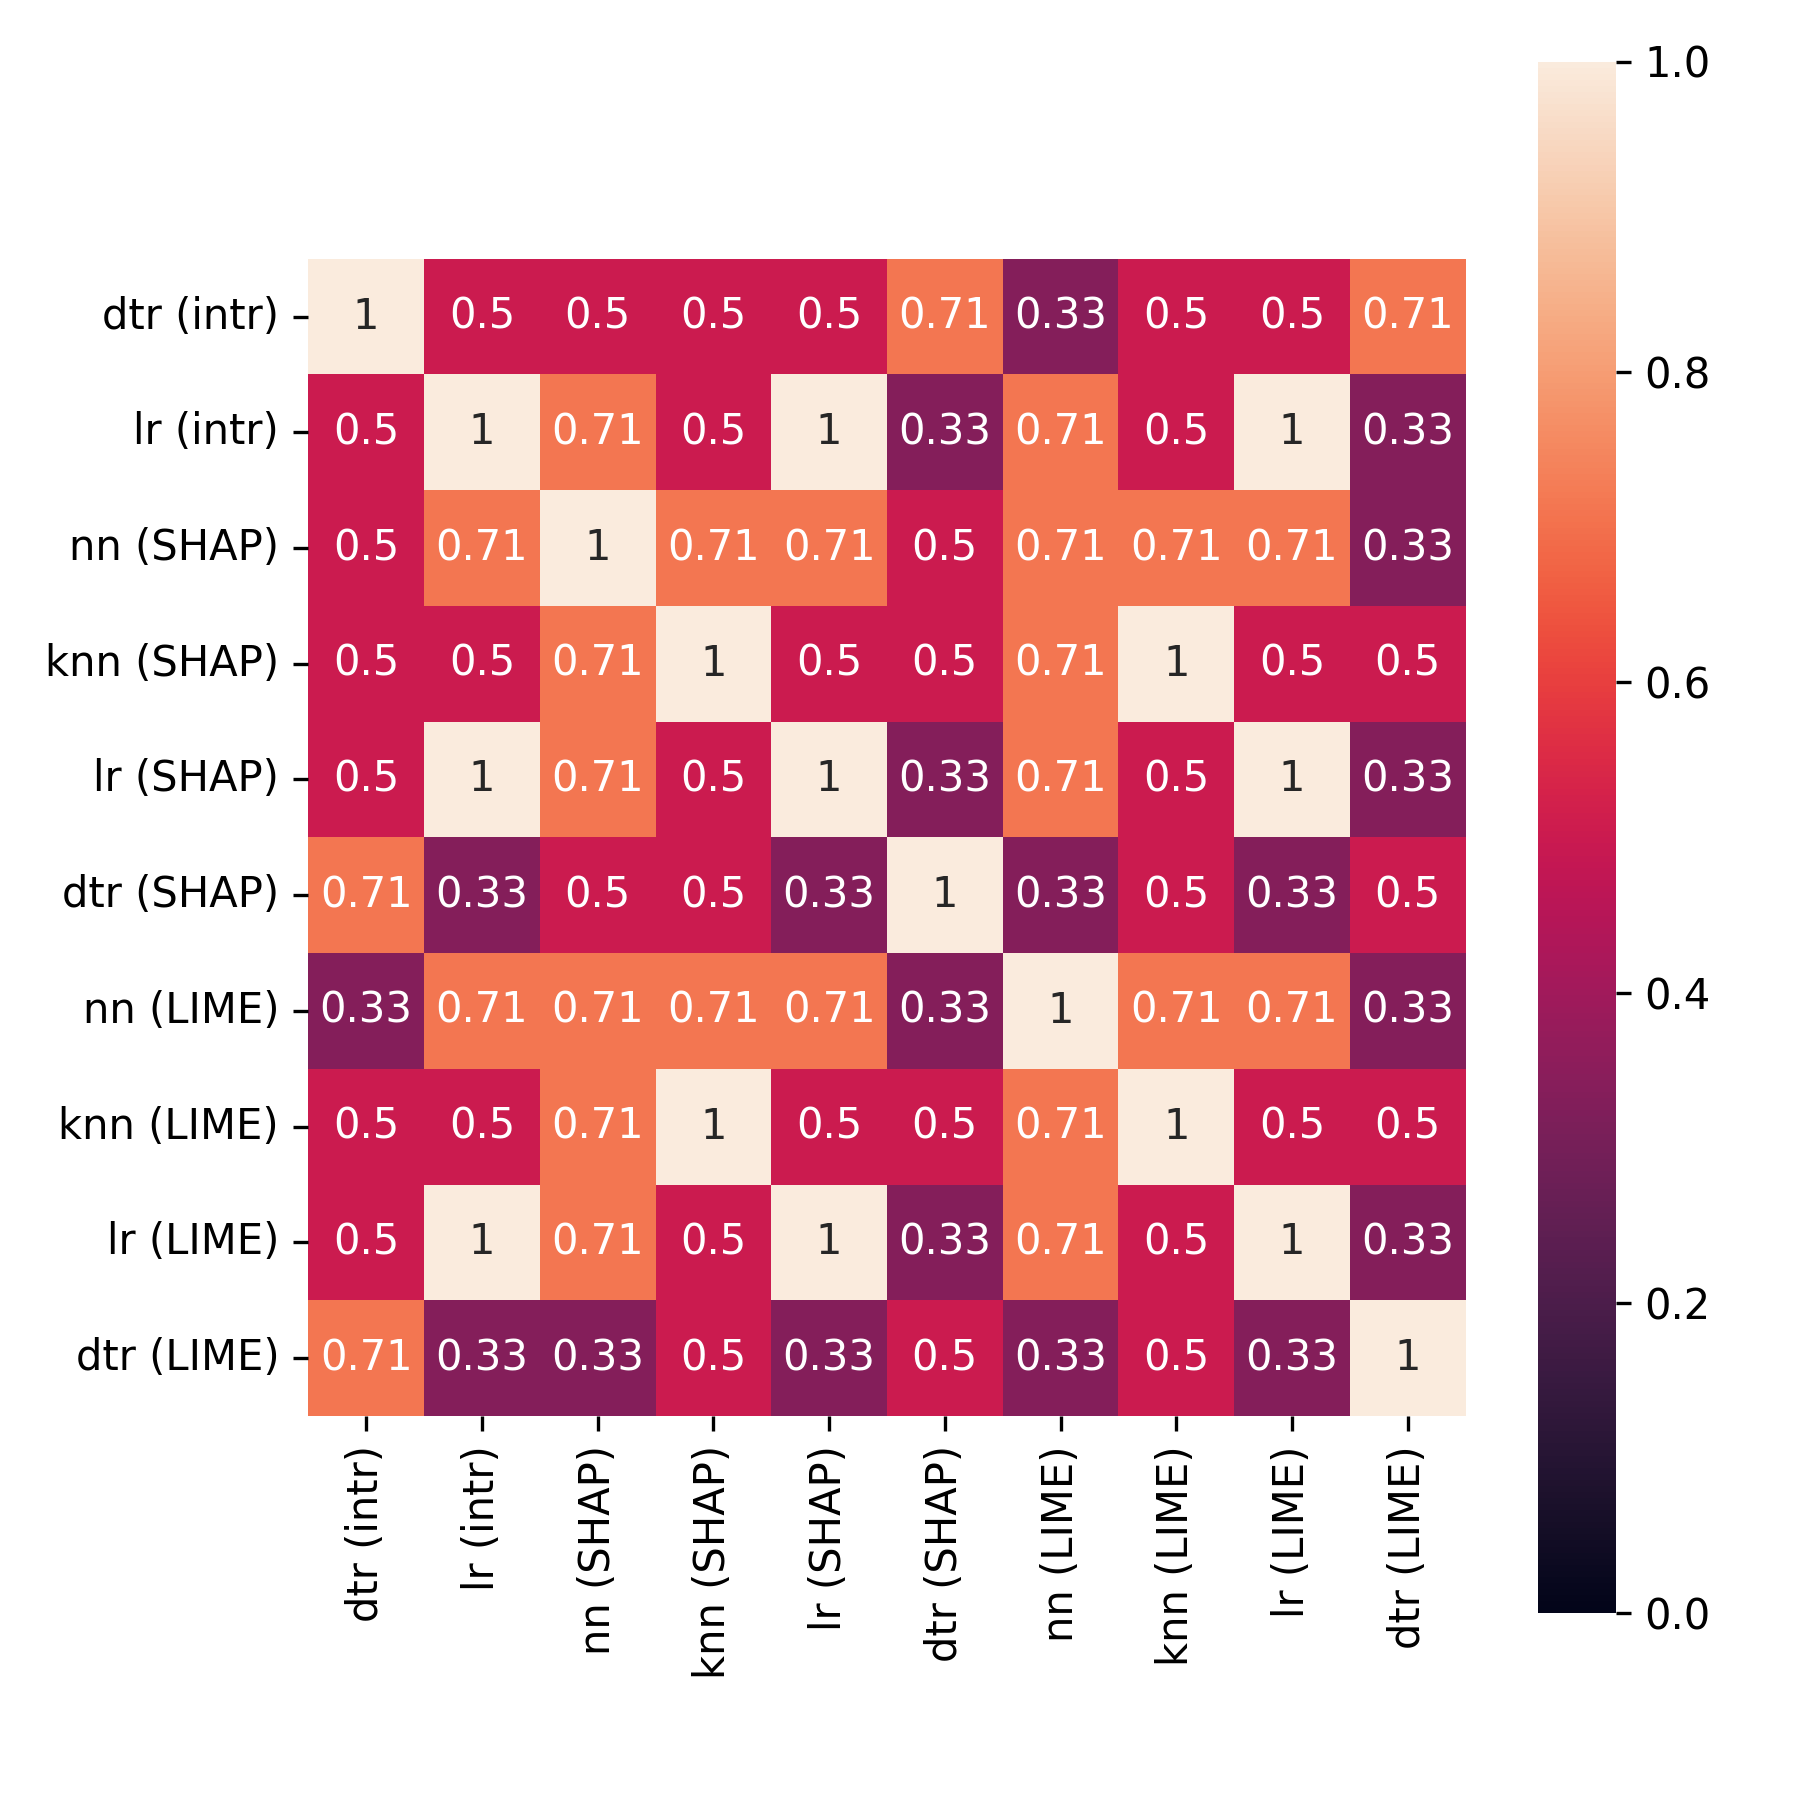 1.0
dtr (intr) 1 0.5 0.5 0.5 0.5 0.71 0.33 0.5 0.5 0.71
0.8
lr (intr) 0.5 1 0.71 0.5 1 0.33 0.71 0.5 1 0.33
nn (SHAP) 0.5 0.71 1 0.71 0.71 0.5 0.71 0.71 0.71 0.33
knn (SHAP) 0.5 0.5 0.71 1 0.5 0.5 0.71 1 0.5 0.5
0.6
lr (SHAP) 0.5 1 0.71 0.5 1 0.33 0.71 0.5 1 0.33
dtr (SHAP) 0.71 0.33 0.5 0.5 0.33 1 0.33 0.5 0.33 0.5
0.4
nn (LIME) 0.33 0.71 0.71 0.71 0.71 0.33 1 0.71 0.71 0.33
knn (LIME) 0.5 0.5 0.71 1 0.5 0.5 0.71 1 0.5 0.5
lr (LIME) 0.5 1 0.71 0.5 1 0.33 0.71 0.5 1 0.33
0.2
dtr (LIME) 0.71 0.33 0.33 0.5 0.33 0.5 0.33 0.5 0.33 1
dtr (intr)
lr (intr)
nn (SHAP)
knn (SHAP)
lr (SHAP)
dtr (SHAP)
nn (LIME)
knn (LIME)
lr (LIME)
dtr (LIME)
0.0